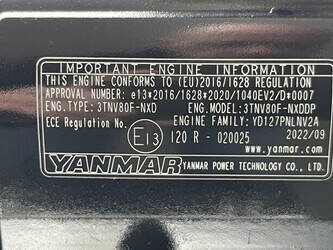 IMPORTANT ENGINE INFORMATION
THIS ENGINE CONFORMS TO (EU)2016/1628 REGULATION
APPROVAL NUMBER : e13*2016/1628*2020/1040EV2/D*0007
ENG.TYPE: 3TNV80F-NXD ENG.MODEL: 3TNV80F-NXDDP
ECE Regulation No. ENGINE FAMILY: YD127PNLNV2A
E13 120 R - 020025 2022/09
www.yanmar.com
YANMAR YANMAR POWER TECHNOLOGY CO., LTD.